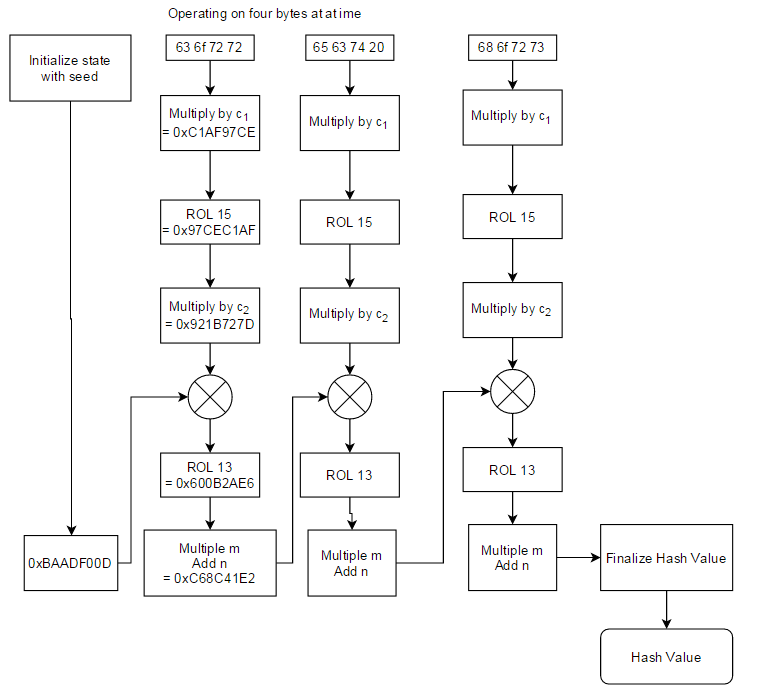 Operating on four bytes at at ime
Initialize state
with seed
63 6f 72 72
65 63 74 20
68 6f 72 73
Multiply by c1
= 0xC1AF97CE
Multiply by c1
Multiply by c1
ROL 15
= 0x97CEC1AF
ROL 15
ROL 15
Multiply by c2
= 0x921B727D
Multiply by c2
Multiply by c2
ROL 13
= 0x600B2AE6
ROL 13
ROL 13
0xBAADF00D
Multiple m
Add n
= 0xC68C41E2
Multiple m
Add n
Multiple m
Add n
Finalize Hash Value
Hash Value